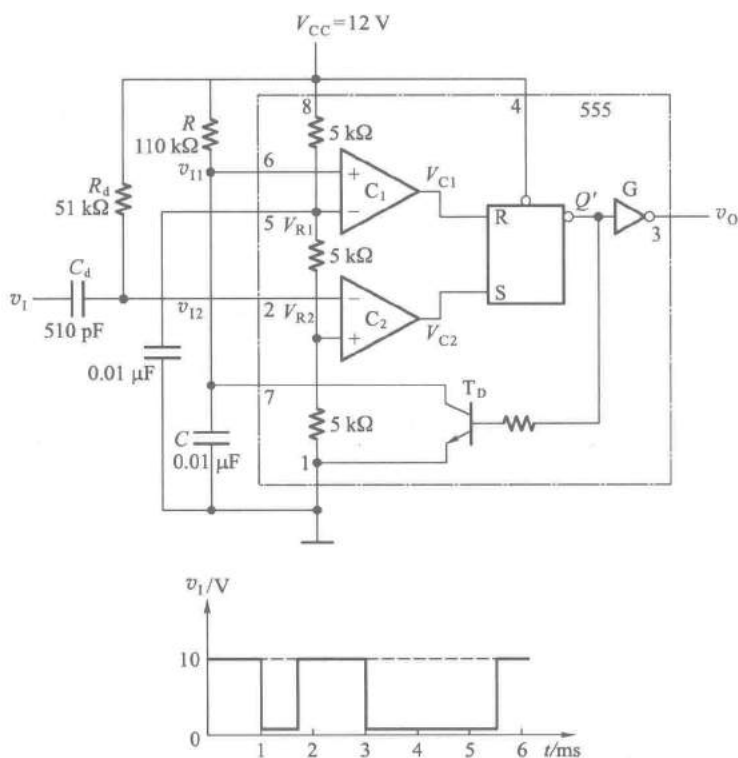 V_CC = 12 V
8
4
555
R
110 kΩ
5 kΩ
R_d
51 kΩ
v_I1
6
+
C_1
−
V_C1
5
V_R1
R
Q′
G
3
v_O
5 kΩ
C_d
v_I
510 pF
v_I2
2
V_R2
−
C_2
+
V_C2
S
0.01 μF
7
T_D
C
0.01 μF
5 kΩ
1
v_I/V
10
0
1
2
3
4
5
6
t/ms